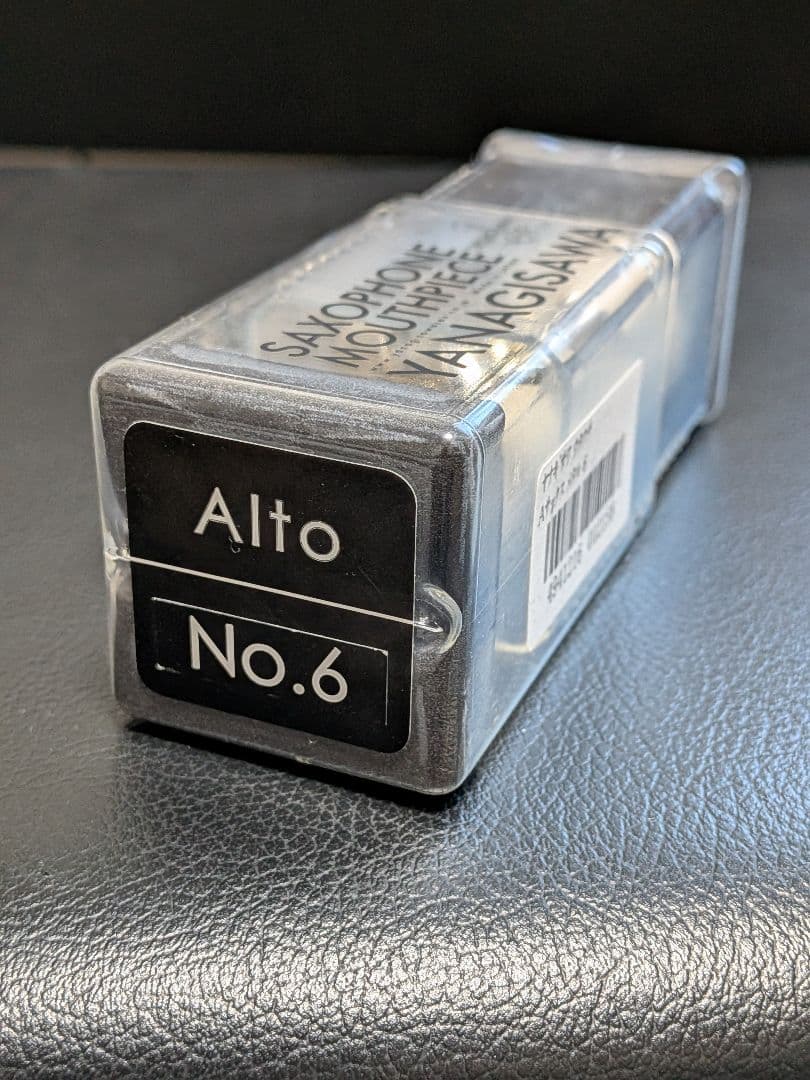 SAXOPHONE
MOUTHPIECE
YANAGISAWA
Alto
No.6